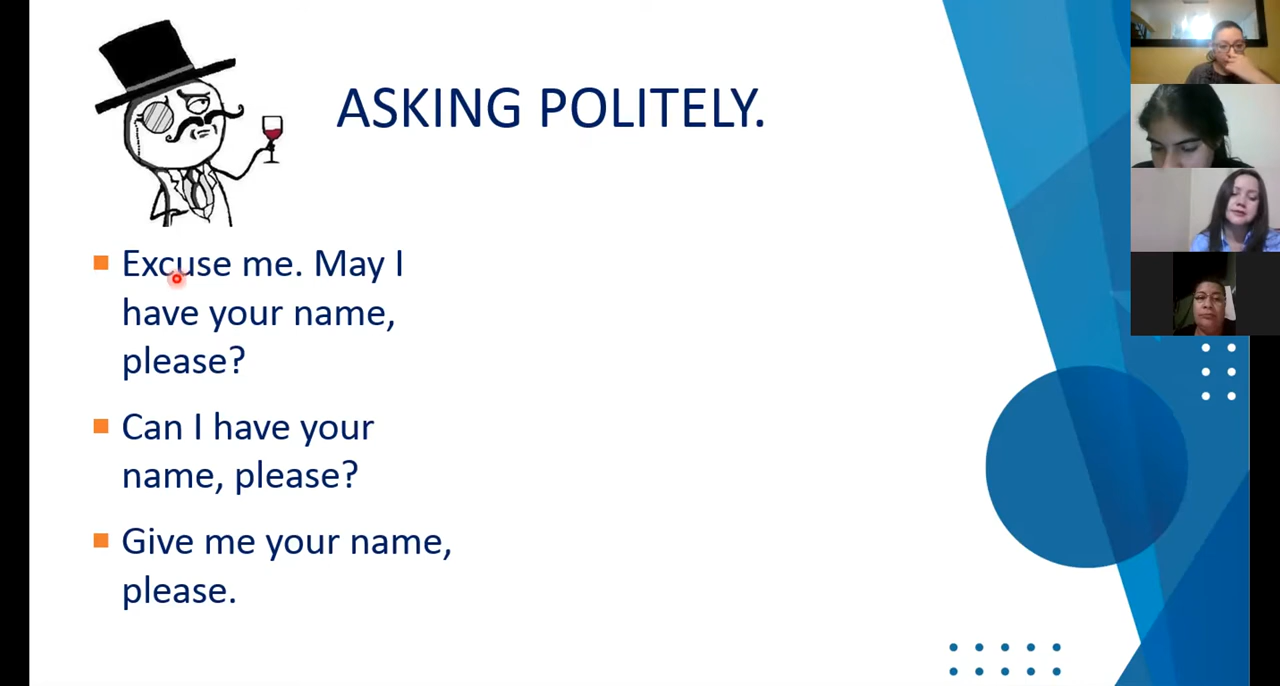 ASKING POLITELY.
Excuse me. May I
have your name,
please?
Can I have your
name, please?
Give me your name,
please.